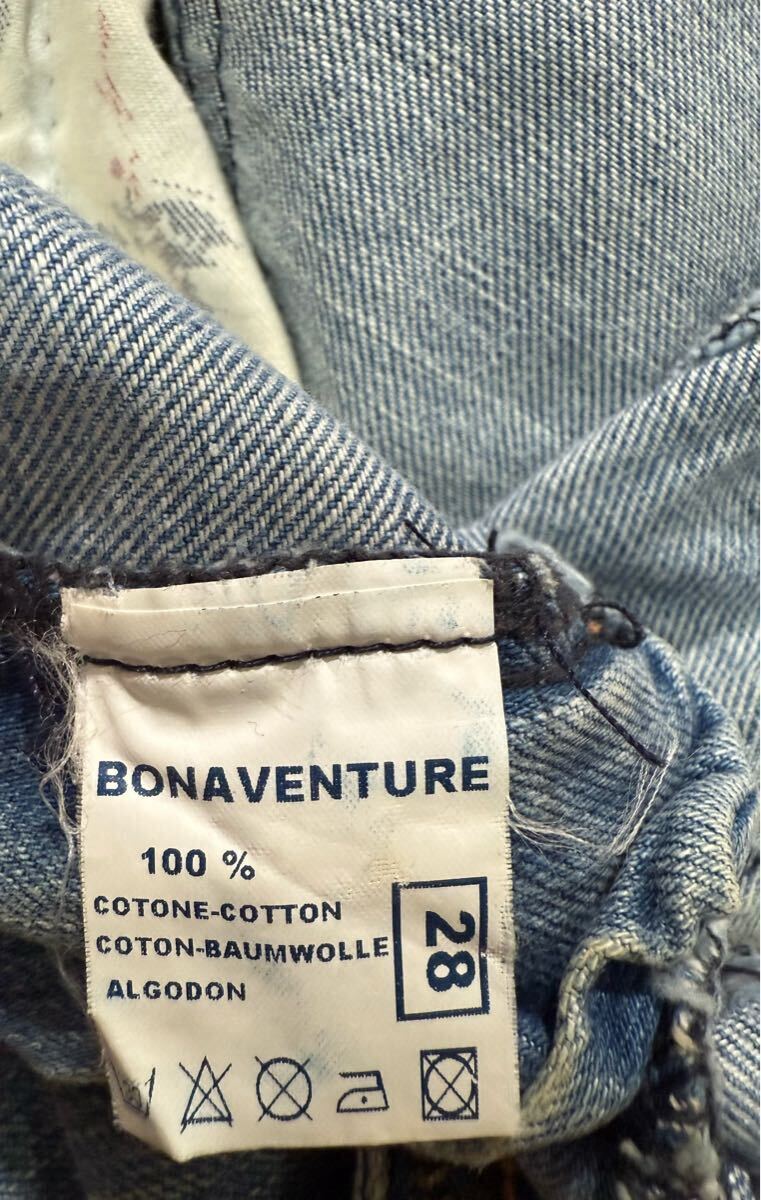 BONAVENTURE
100 %
COTONE-COTTON
COTON-BAUMWOLLE
ALGODON
28